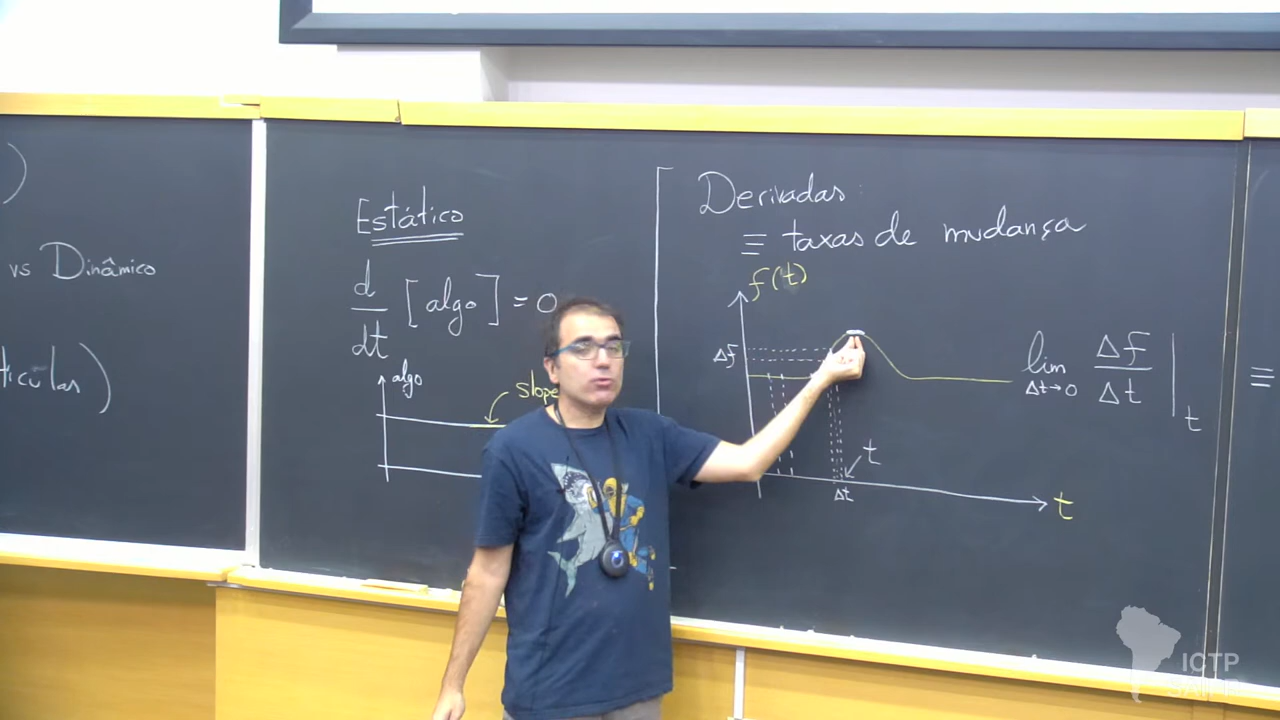 )
vs Dinâmico
)
Estático
d/dt [algo] = 0
algo
slope
Derivadas:
≡ taxas de mudança
f(t)
Δf
t
Δt
t
lim Δt→0 Δf/Δt |t
≡
ICTP
SAIFR